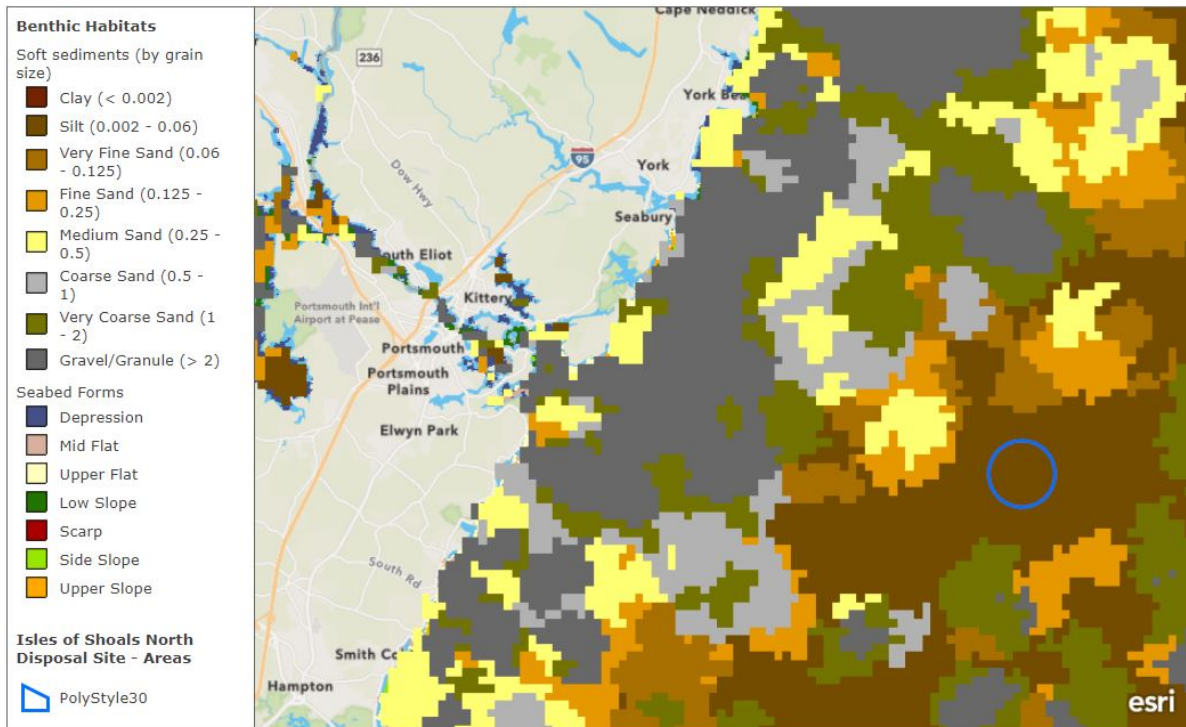 Benthic Habitats
Soft sediments (by grain
size)
Clay (< 0.002)
Silt (0.002 - 0.06)
Very Fine Sand (0.06
- 0.125)
Fine Sand (0.125 -
0.25)
Medium Sand (0.25 -
0.5)
Coarse Sand (0.5 -
1)
Very Coarse Sand (1
- 2)
Gravel/Granule (> 2)
Seabed Forms
Depression
Mid Flat
Upper Flat
Low Slope
Scarp
Side Slope
Upper Slope
Isles of Shoals North
Disposal Site - Areas
PolyStyle30
Cape Neddick
236
York Bea
95
York
Dow Hwy
Seabury
outh Eliot
Kittery
Portsmouth Int'l
Airport at Pease
Portsmouth
Portsmouth
Plains
Elwyn Park
South Rd
Smith Co
Hampton
esri